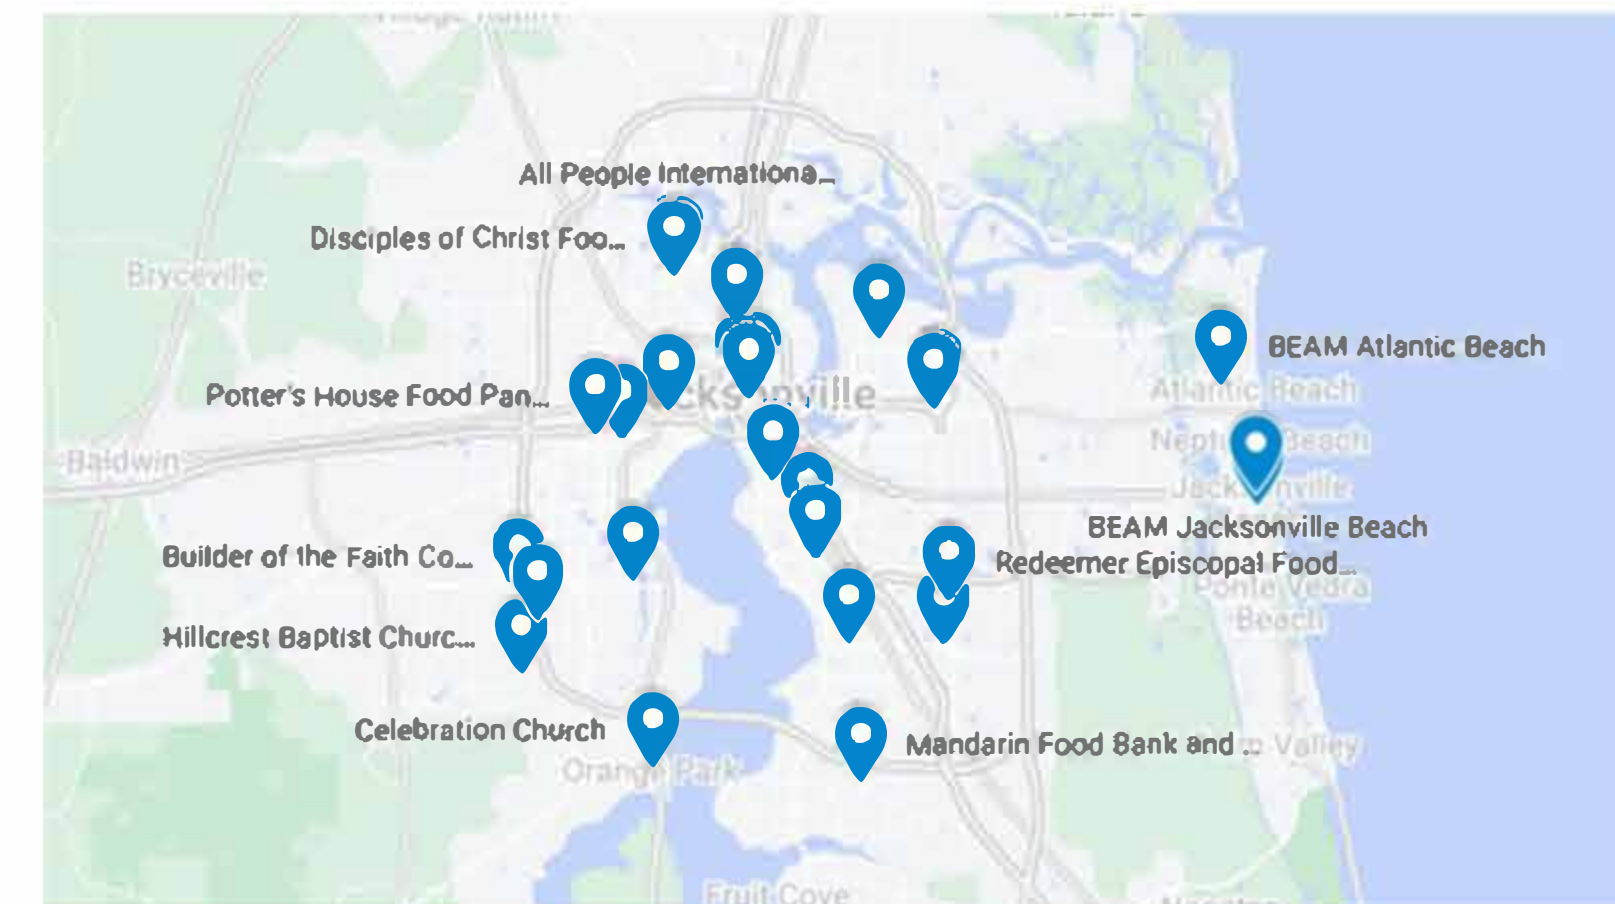 All People Internationa...
Disciples of Christ Foo...
Bryceville
BEAM Atlantic Beach
Potter's House Food Pan...
Atlantic Beach
Beach
Baldwin
BEAM Jacksonville Beach
Builder of the Faith Co...
Redeemer Episcopal Food...
Ponte Vedra
Beach
Hillcrest Baptist Churc...
Celebration Church
Mandarin Food Bank and ...
Valley
Orange Park
Fruit Cove